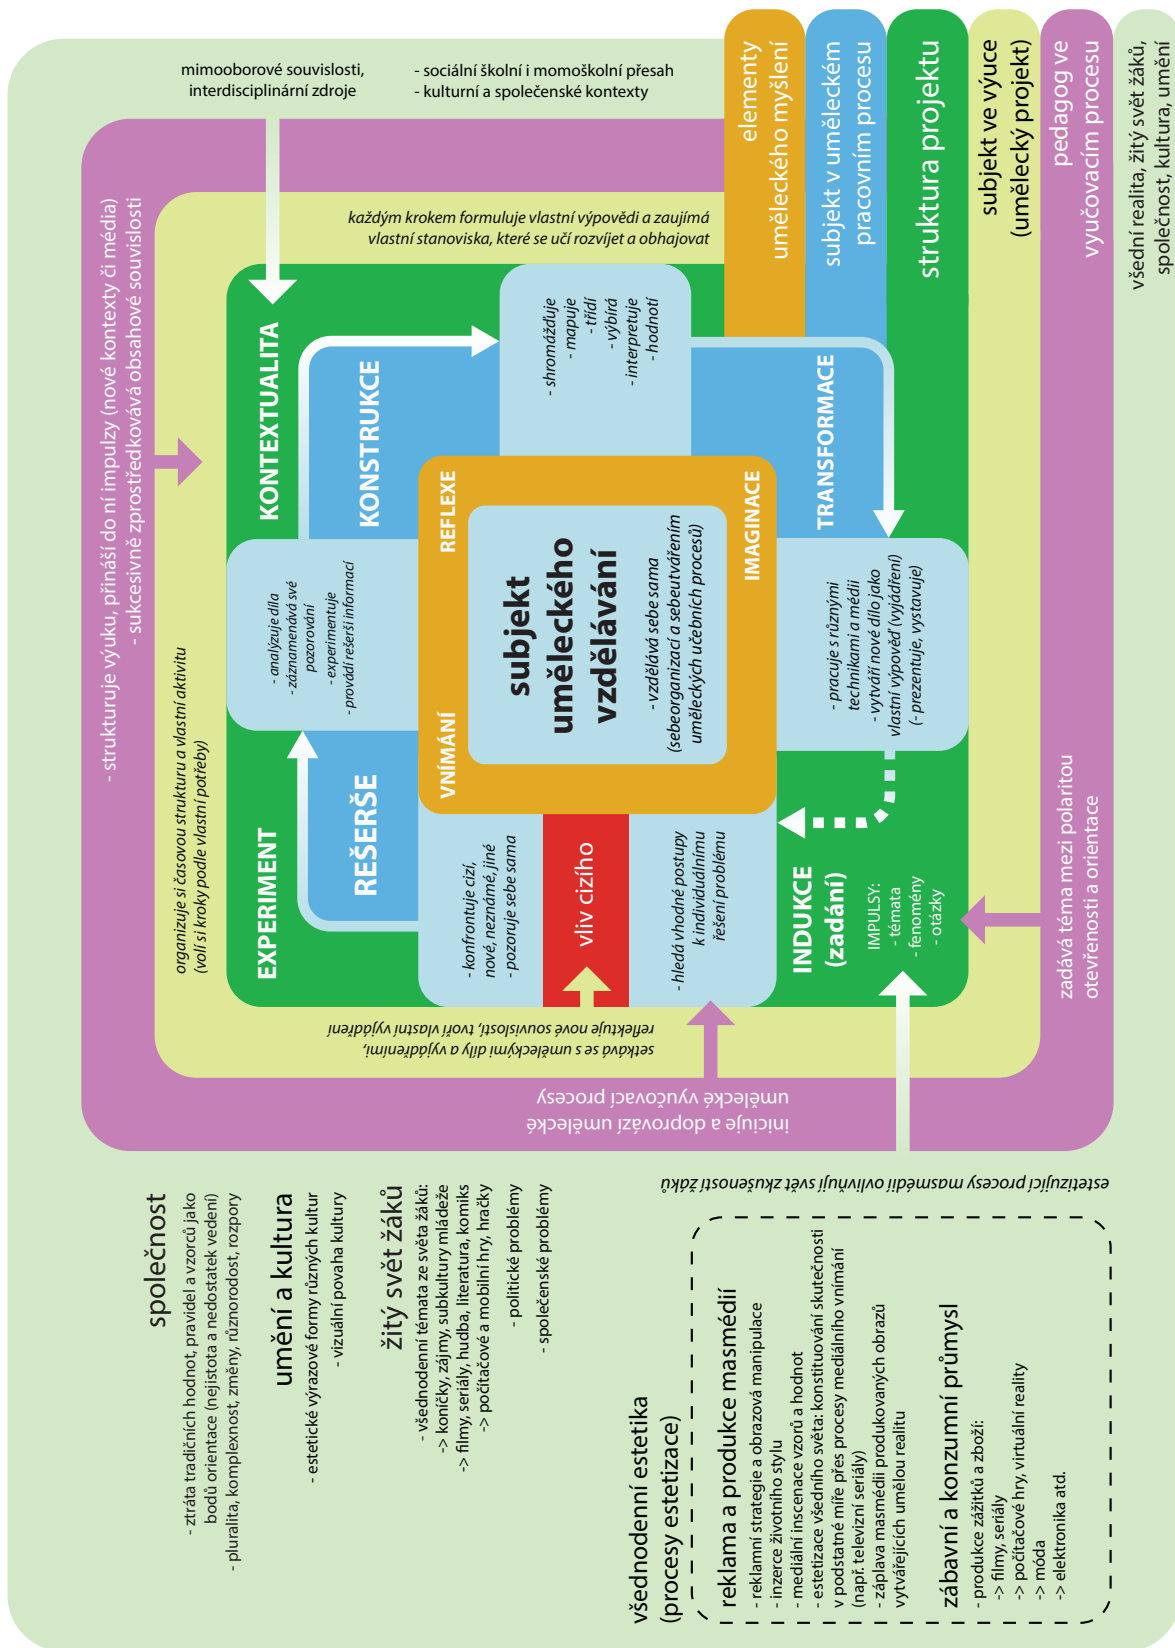 mimooborové souvislosti,
interdisciplinární zdroje
- sociální školní i momoškolní přesah
- kulturní a společenské kontexty
- strukturuje výuku, přináší do ní impulzy (nové kontexty či média)
- sukcesivně zprostředkovává obsahové souvislosti
každým krokem formuluje vlastní výpovědi a zaujímá
vlastní stanoviska, které se učí rozvíjet a obhajovat
organizuje si časovou strukturu a vlastní aktivitu
(volí si kroky podle vlastní potřeby)
setkává se s uměleckými díly a vyjádřeními,
reflektuje nové souvislosti, tvoří vlastní vyjádření
iniciuje a doprovází umělecké
umělecké vyučovací procesy
zadává téma mezi polaritou
otevřenosti a orientace
elementy
uměleckého myšlení
subjekt v uměleckém
pracovním procesu
struktura projektu
subjekt ve výuce
(umělecký projekt)
pedagog ve
vyučovacím procesu
všední realita, žitý svět žáků,
společnost, kultura, umění
EXPERIMENT
KONTEXTUALITA
REŠERŠE
KONSTRUKCE
TRANSFORMACE
INDUKCE
(zadání)
IMPULSY:
- témata
- fenomény
- otázky
- analýzuje díla
- záznamenává své
pozorování
- experimentuje
- provádí rešerši informací
- shromážďuje
- mapuje
- třídí
- výbírá
- interpretuje
- hodnotí
- pracuje s různými
technikami a médii
- vytváří nové dílo jako
vlastní výpověď (vyjádření)
(- prezentuje, vystavuje)
- konfrontuje cizí,
nové, neznámé, jiné
- pozoruje sebe sama
vliv cizího
- hledá vhodné postupy
k individuálnímu
řešení problému
VNÍMÁNÍ
REFLEXE
IMAGINACE
subjekt
uměleckého
vzdělávání
- vzdělává sebe sama
(sebeorganizací a sebeutvářením
uměleckých učebních procesů)
společnost
- ztráta tradičních hodnot, pravidel a vzorců jako
bodů orientace (nejistota a nedostatek vedení)
- pluralita, komplexnost, změny, různorodost, rozpory
umění a kultura
- estetické výrazové formy různých kultur
- vizuální povaha kultury
žitý svět žáků
- všednodenní témata ze světa žáků:
-> koníčky, zájmy, subkultury mládeže
-> filmy, seriály, hudba, literatura, komiks
-> počítačové a mobilní hry, hračky
- politické problémy
- společenské problémy
všednodenní estetika
(procesy estetizace)
estetizující procesy masmédií ovlivňují svět zkušeností žáků
reklama a produkce masmédií
- reklamní strategie a obrazová manipulace
- inzerce životního stylu
- mediální inscenace vzorů a hodnot
- estetizace všedního světa: konstituování skutečnosti
v podstatné míře přes procesy mediálního vnímání
(např. televizní seriály)
- záplava masmédii produkovaných obrazů
vytvářejících umělou realitu
zábavní a konzumní průmysl
- produkce zážitků a zboží:
-> filmy, seriály
-> počítačové hry, virtuální reality
-> móda
-> elektronika atd.